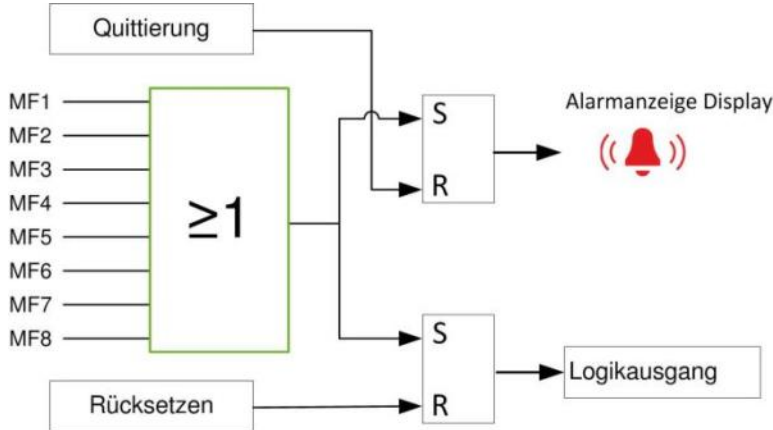 Quittierung
MF1
MF2
MF3
MF4
MF5
MF6
MF7
MF8
≥1
S
R
Alarmanzeige Display
S
R
Logikausgang
Rücksetzen